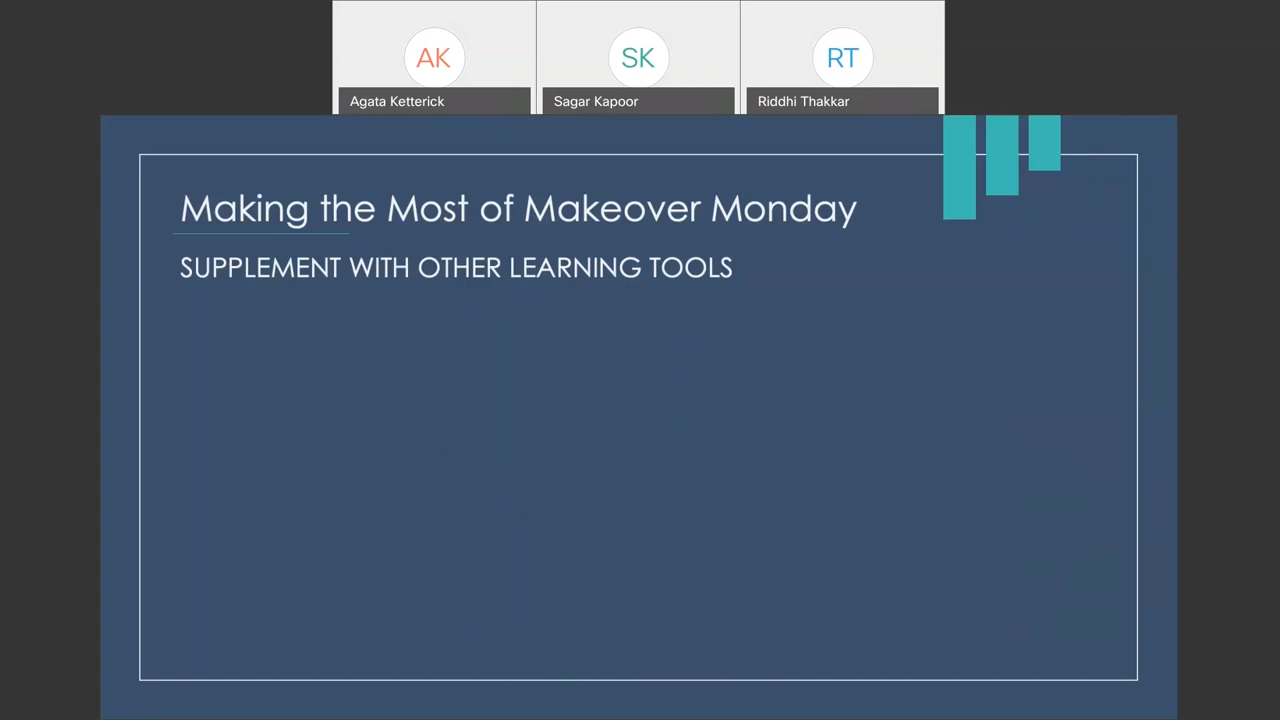 AK
SK
RT
Agata Ketterick
Sagar Kapoor
Riddhi Thakkar
Making the Most of Makeover Monday
SUPPLEMENT WITH OTHER LEARNING TOOLS